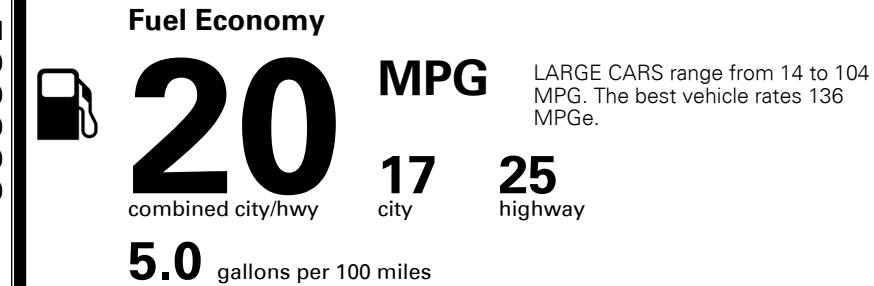 Fuel Economy
20 MPG
LARGE CARS range from 14 to 104
MPG. The best vehicle rates 136
MPGe.
combined city/hwy
17
city
25
highway
5.0 gallons per 100 miles